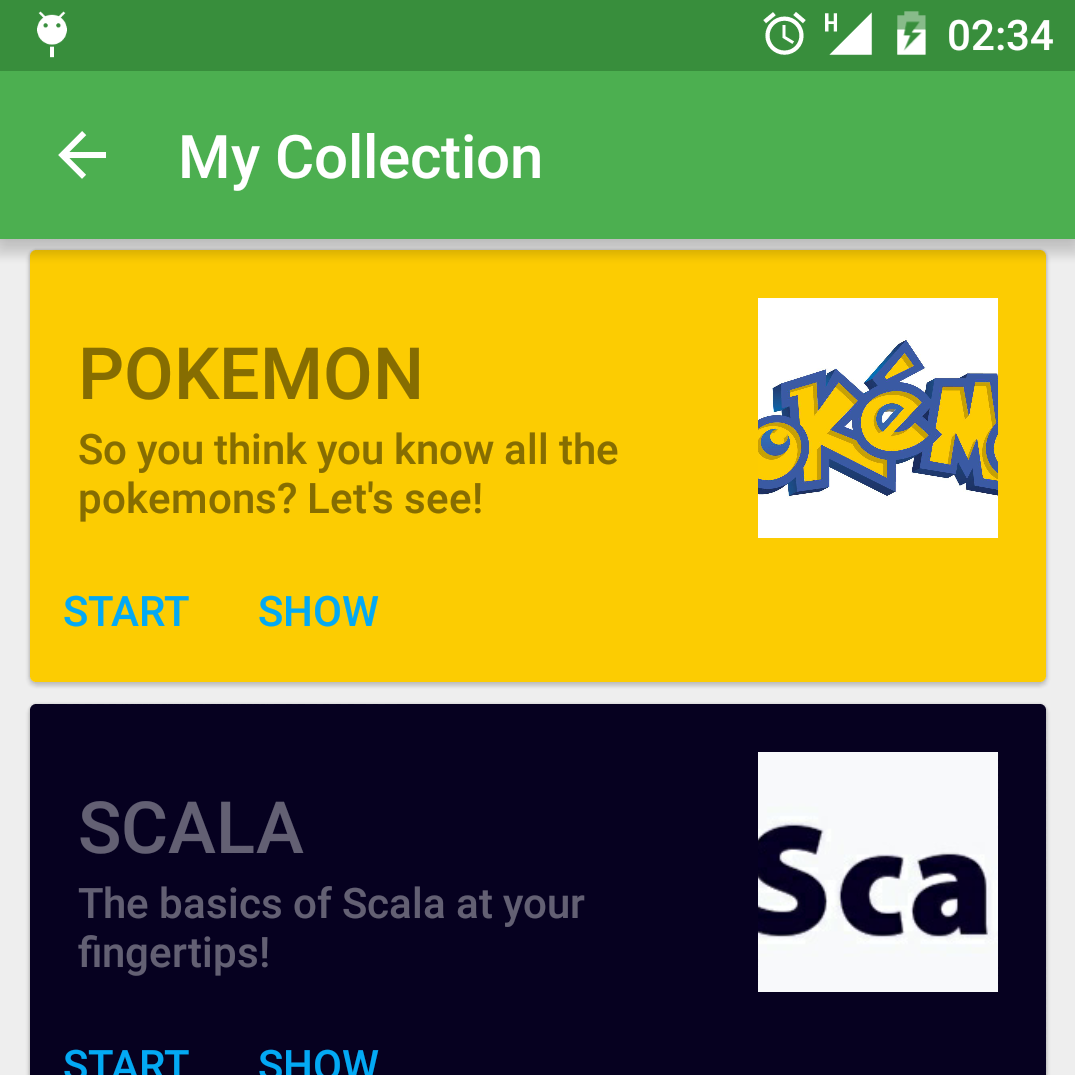 H 02:34
My Collection
POKEMON
So you think you know all the
pokemons? Let's see!
okém
START SHOW
SCALA
The basics of Scala at your
fingertips!
Sca
START SHOW